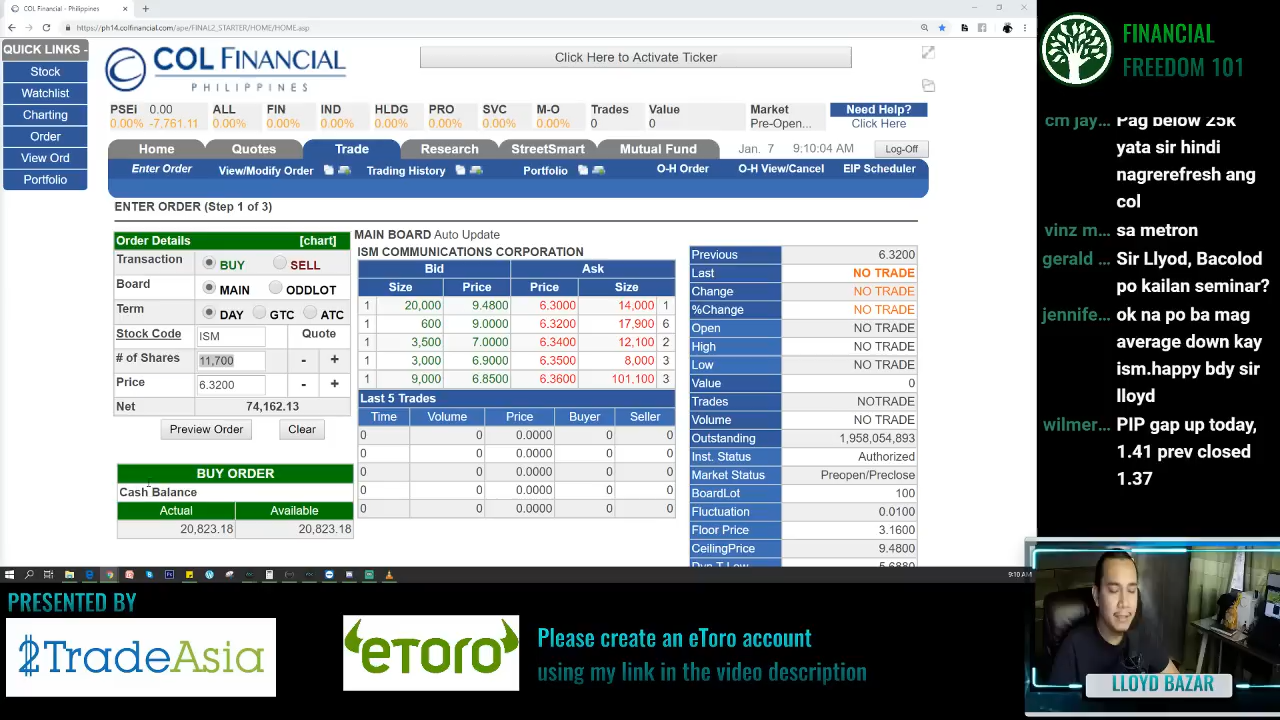 COL Financial - Philippines
https://ph14.colfinancial.com/ape/FINAL2_STARTER/HOME/HOME.asp
QUICK LINKS -
Stock
Watchlist
Charting
Order
View Ord
Portfolio
COL FINANCIAL
PHILIPPINES
Click Here to Activate Ticker
PSEi 0.00 ALL FIN IND HLDG PRO SVC M-O Trades Value Market Need Help?
0.00% -7,761.11 0.00% 0.00% 0.00% 0.00% 0.00% 0.00% 0.00% 0 0 Pre-Open... Click Here
Home Quotes Trade Research StreetSmart Mutual Fund Jan. 7 9:10:04 AM Log-Off
Enter Order View/Modify Order Trading History Portfolio O-H Order O-H View/Cancel EIP Scheduler
ENTER ORDER (Step 1 of 3)
Order Details [chart]
Transaction BUY SELL
Board MAIN ODDLOT
Term DAY GTC ATC
Stock Code ISM Quote
# of Shares 11,700 - +
Price 6.3200 - +
Net 74,162.13
Preview Order Clear
BUY ORDER
Cash Balance
Actual Available
20,823.18 20,823.18
MAIN BOARD Auto Update
ISM COMMUNICATIONS CORPORATION
Bid Ask
Size Price Price Size
1 20,000 9.4800 6.3000 14,000 1
1 600 9.0000 6.3200 17,900 6
1 3,500 7.0000 6.3400 12,100 2
1 3,000 6.9000 6.3500 8,000 3
1 9,000 6.8500 6.3600 101,100 3
Last 5 Trades
Time Volume Price Buyer Seller
0 0 0.0000 0 0
0 0 0.0000 0 0
0 0 0.0000 0 0
0 0 0.0000 0 0
0 0 0.0000 0 0
Previous 6.3200
Last NO TRADE
Change NO TRADE
%Change NO TRADE
Open NO TRADE
High NO TRADE
Low NO TRADE
Value 0
Trades NOTRADE
Volume NO TRADE
Outstanding 1,958,054,893
Inst. Status Authorized
Market Status Preopen/Preclose
BoardLot 100
Fluctuation 0.0100
Floor Price 3.1600
CeilingPrice 9.4800
9:10 AM
FINANCIAL
FREEDOM 101
cm jay... Pag below 25k
yata sir hindi
nagrerefresh ang
col
vinz m... sa metron
gerald ... Sir Llyod, Bacolod
po kailan seminar?
jennife... ok na po ba mag
average down kay
ism.happy bdy sir
lloyd
wilmer... PIP gap up today,
1.41 prev closed
1.37
PRESENTED BY
2TradeAsia
eToro
Please create an eToro account
using my link in the video description
LLOYD BAZAR